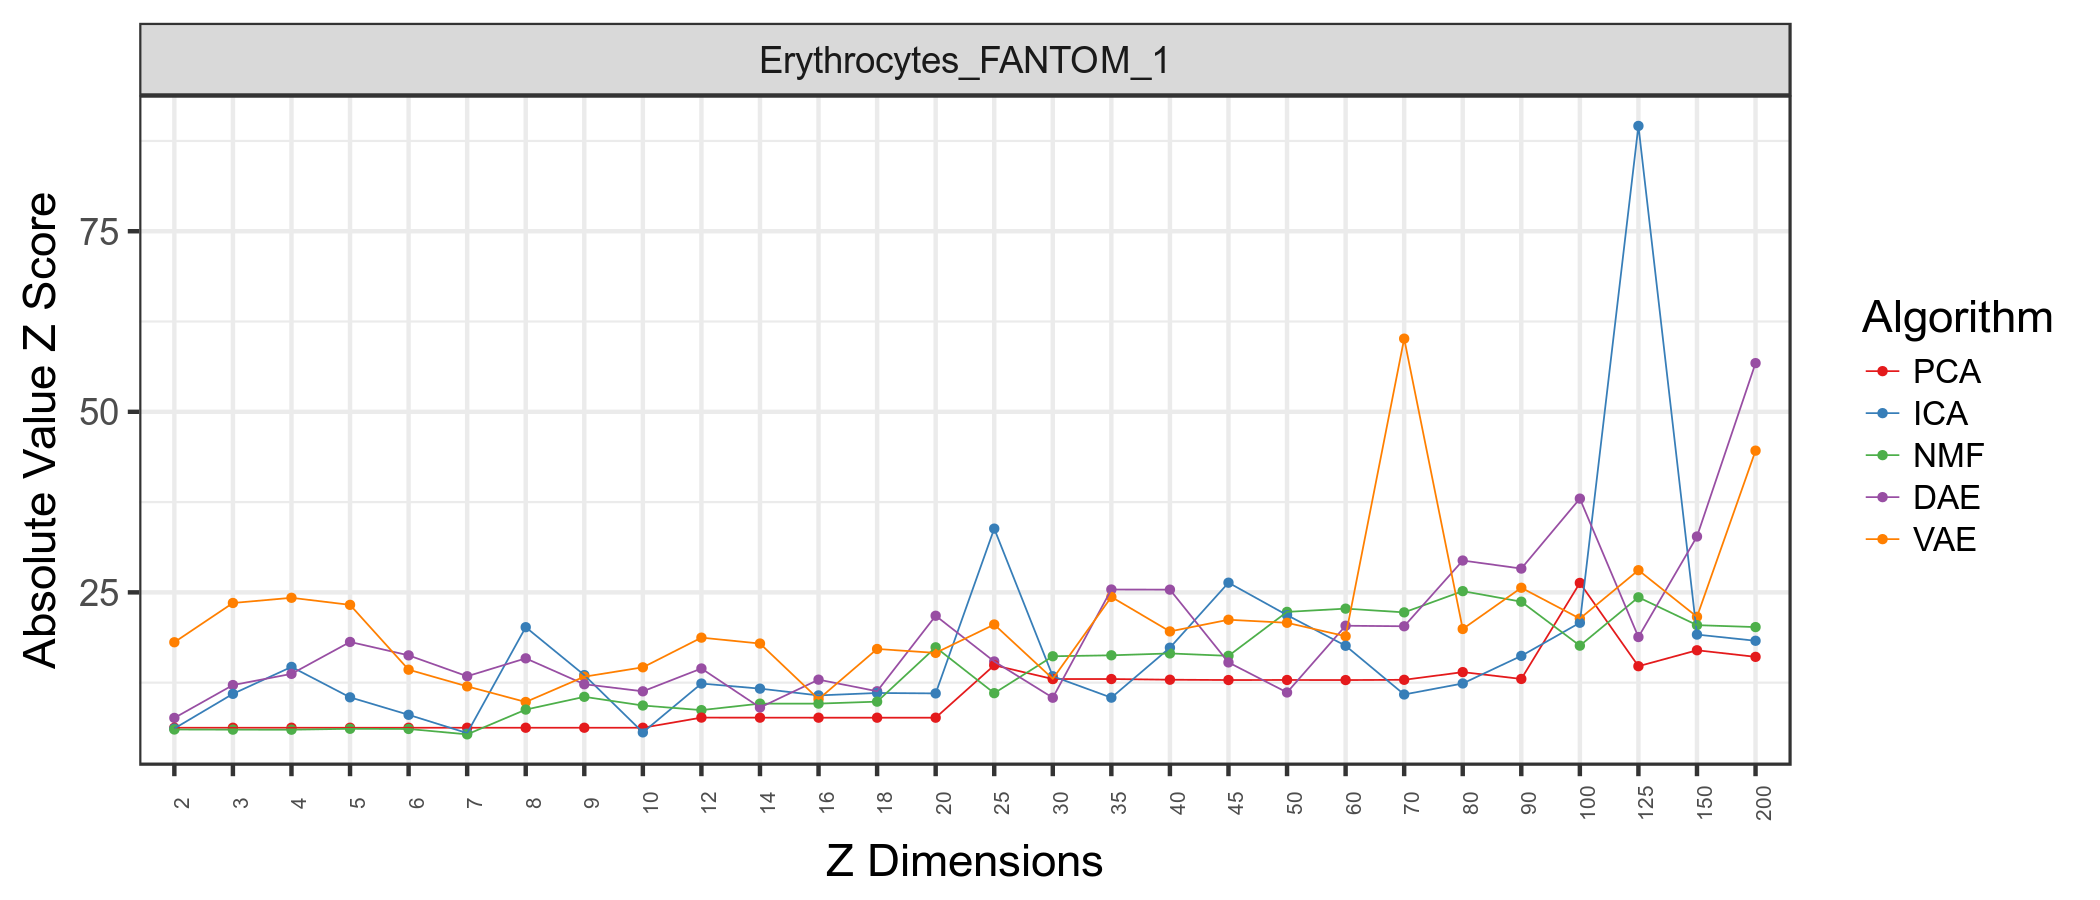 Erythrocytes_FANTOM_1
Absolute Value Z Score
75
50
25
2 3 4 5 6 7 8 9 10 12 14 16 18 20 25 30 35 40 45 50 60 70 80 90 100 125 150 200
Z Dimensions
Algorithm
PCA
ICA
NMF
DAE
VAE